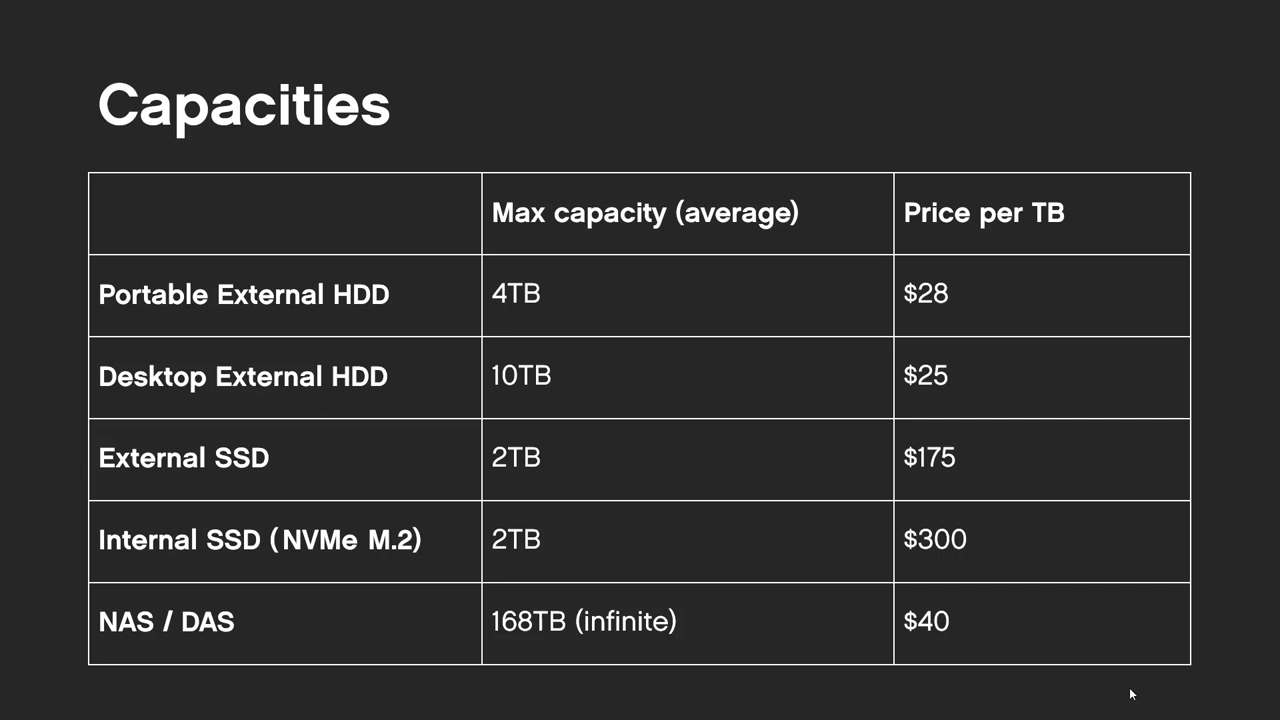 Capacities
Max capacity (average) Price per TB
Portable External HDD 4TB $28
Desktop External HDD 10TB $25
External SSD 2TB $175
Internal SSD (NVMe M.2) 2TB $300
NAS / DAS 168TB (infinite) $40